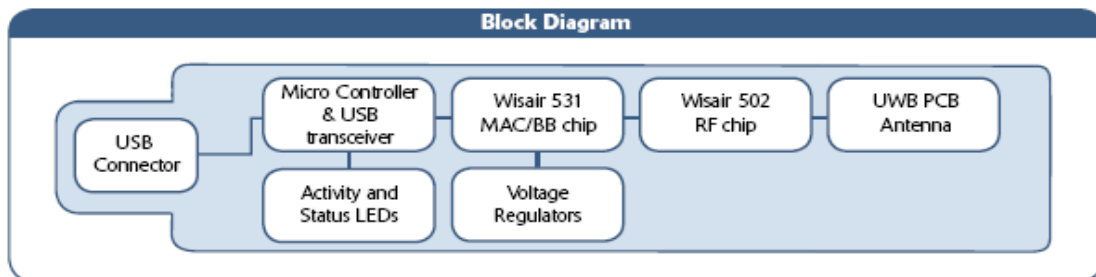 Block Diagram
USB
Connector
Micro Controller
& USB
transceiver
Wisair 531
MAC/BB chip
Wisair 502
RF chip
UWB PCB
Antenna
Activity and
Status LEDs
Voltage
Regulators